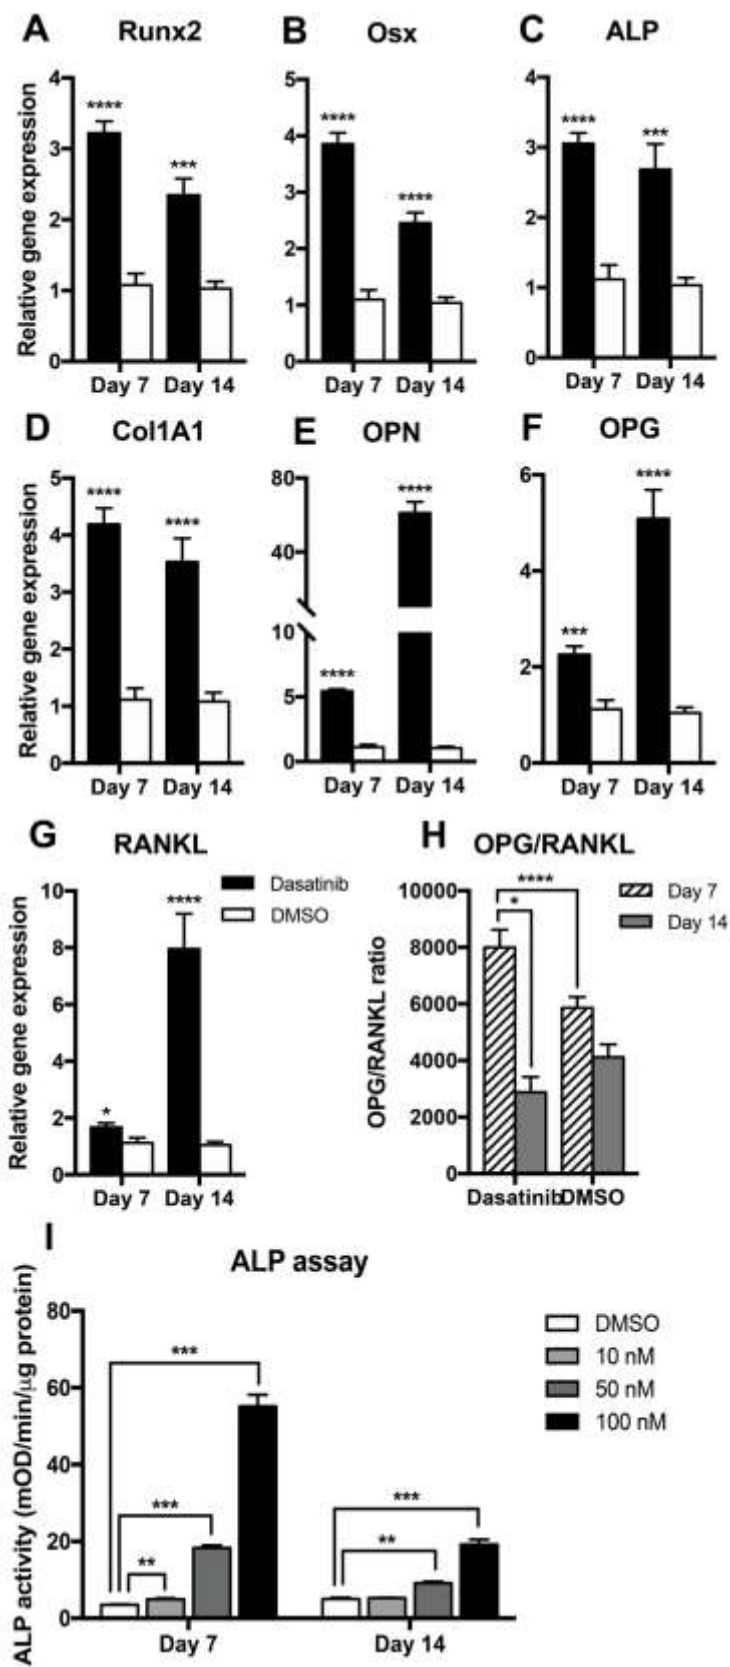 A Runx2
B Osx
C ALP
Relative gene expression
4
3
2
1
0
**** ***
Day 7 Day 14
5
4
3
2
1
0
**** ****
Day 7 Day 14
4
3
2
1
0
**** ***
Day 7 Day 14
D Col1A1
E OPN
F OPG
Relative gene expression
5
4
3
2
1
0
**** ****
Day 7 Day 14
80
40
10
5
0
**** ****
Day 7 Day 14
6
4
2
0
*** ****
Day 7 Day 14
G RANKL
Dasatinib
DMSO
Relative gene expression
10
8
6
4
2
0
* ****
Day 7 Day 14
H OPG/RANKL
Day 7
Day 14
OPG/RANKL ratio
10000
8000
6000
4000
2000
0
****
*
Dasatinib DMSO
I
ALP assay
ALP activity (mOD/min/µg protein)
80
60
40
20
0
***
***
**
***
**
Day 7 Day 14
DMSO
10 nM
50 nM
100 nM